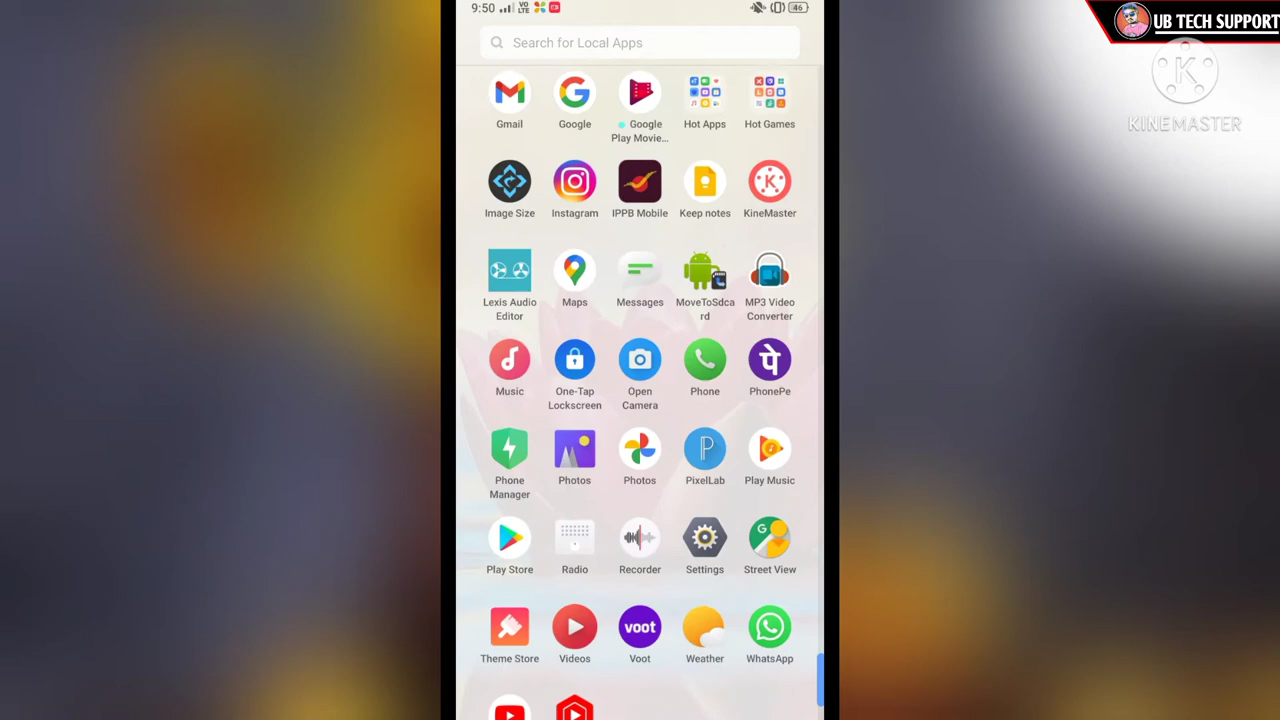 9:50 VO LTE 46
UB TECH SUPPORT
Search for Local Apps
KINEMASTER
Gmail Google Google Play Movie... Hot Apps Hot Games
Image Size Instagram IPPB Mobile Keep notes KineMaster
Lexis Audio Editor Maps Messages MoveToSdca rd MP3 Video Converter
Music One-Tap Lockscreen Open Camera Phone PhonePe
Phone Manager Photos Photos PixelLab Play Music
Play Store Radio Recorder Settings Street View
voot
Theme Store Videos Voot Weather WhatsApp